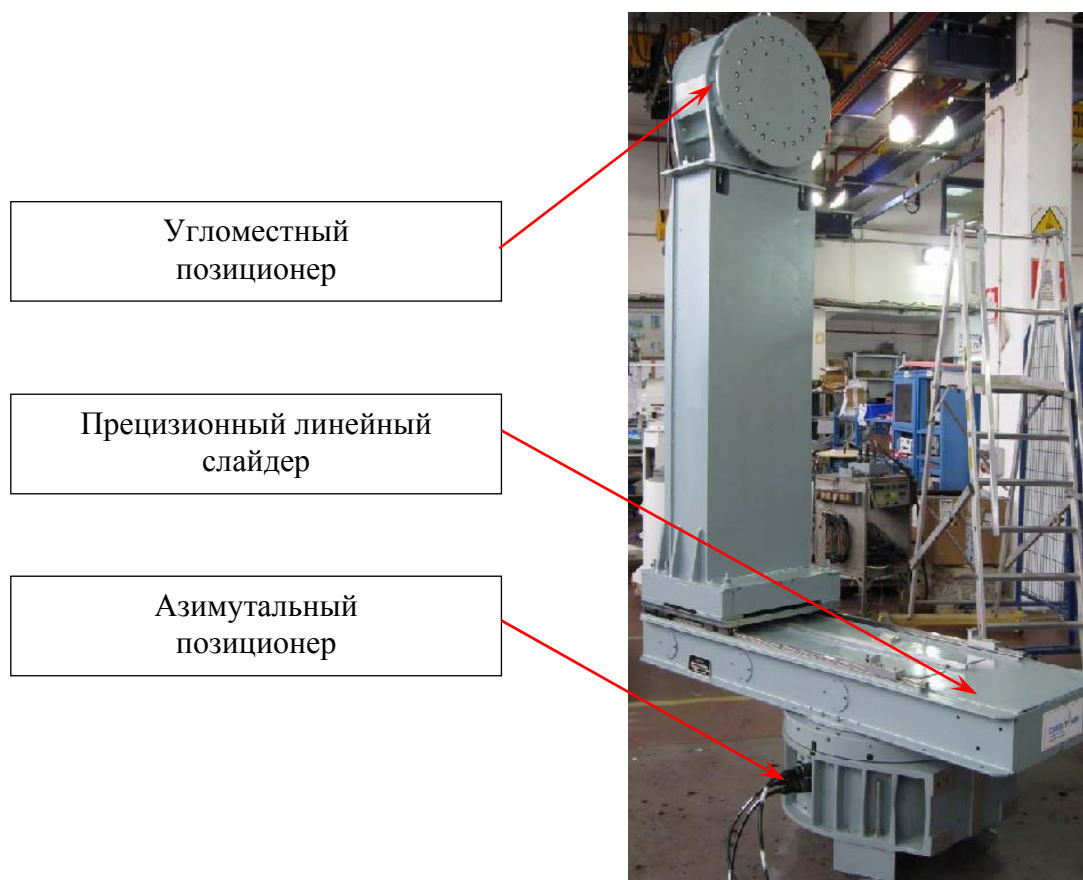 Угломестный
позиционер
Прецизионный линейный
слайдер
Азимутальный
позиционер